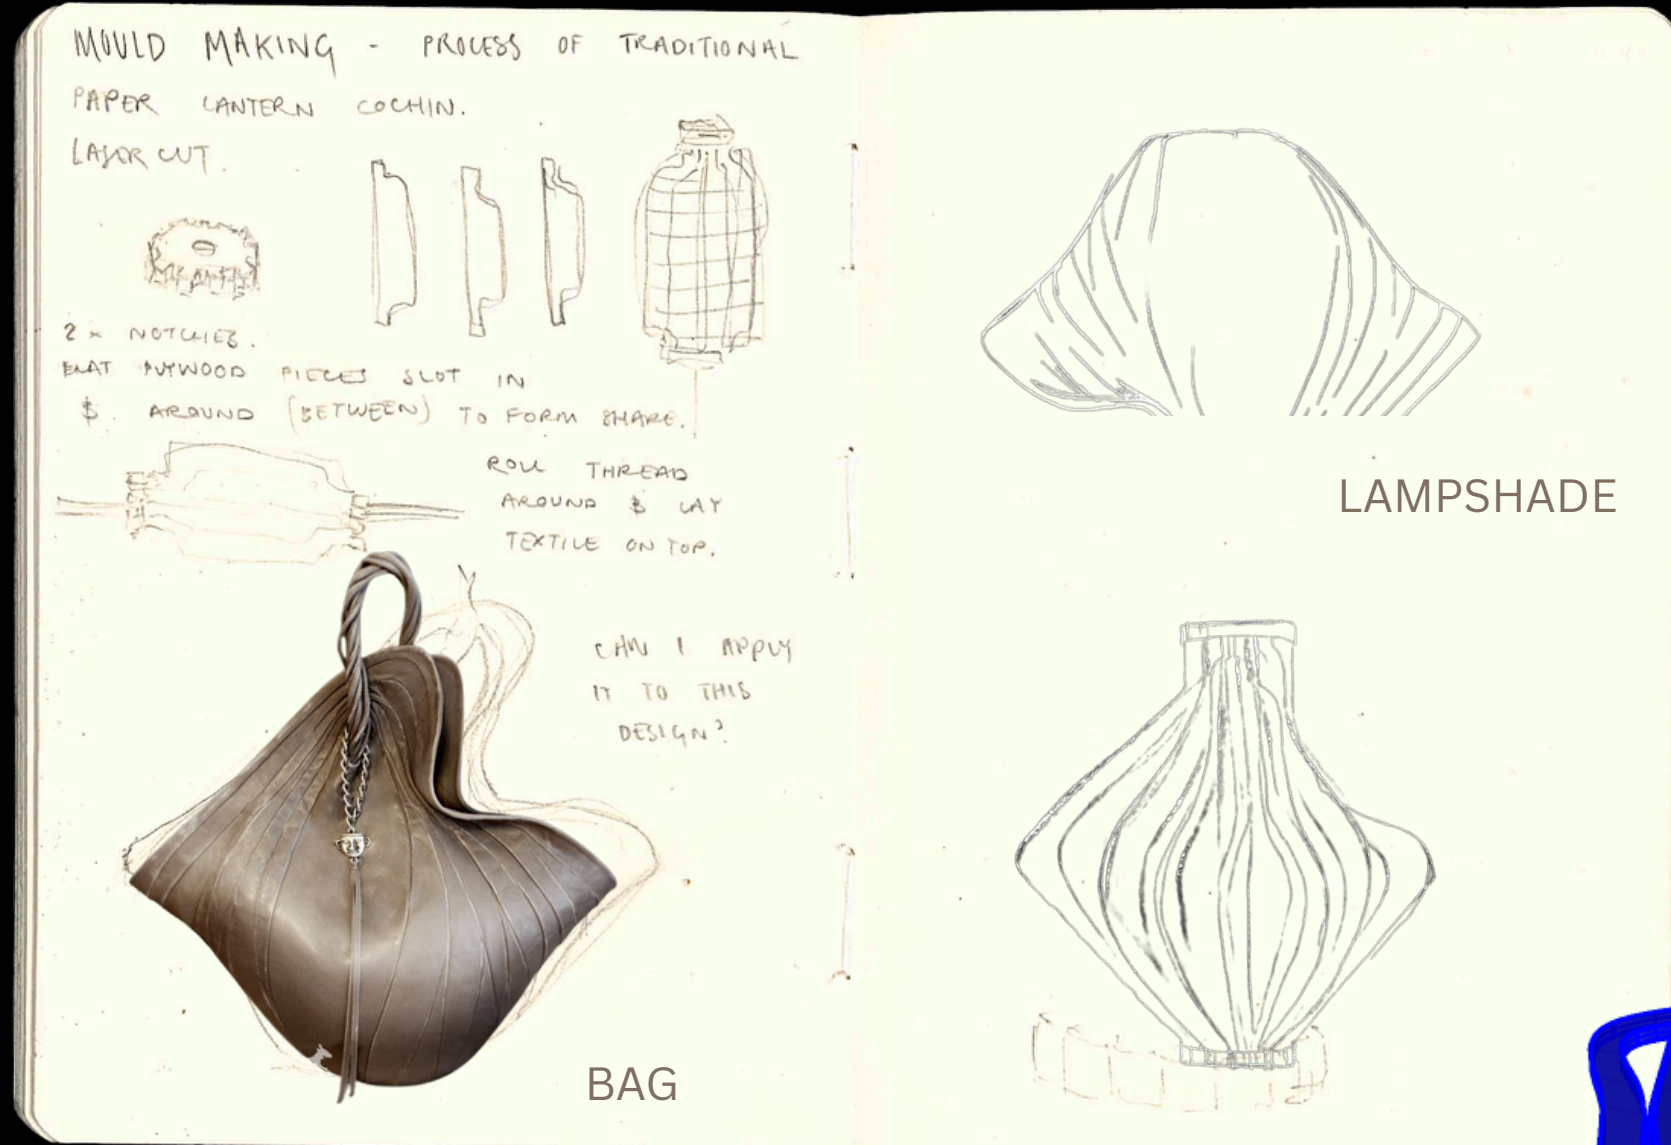 MOULD MAKING - PROCESS OF TRADITIONAL
PAPER LANTERN COCHIN.
LASER CUT.
2 x NOTCHES.
FLAT PLYWOOD PIECES SLOT IN
& AROUND (BETWEEN) TO FORM SHAPE.
ROLL THREAD
AROUND & LAY
TEXTILE ON TOP.
CAN I APPLY
IT TO THIS
DESIGN?
BAG
LAMPSHADE